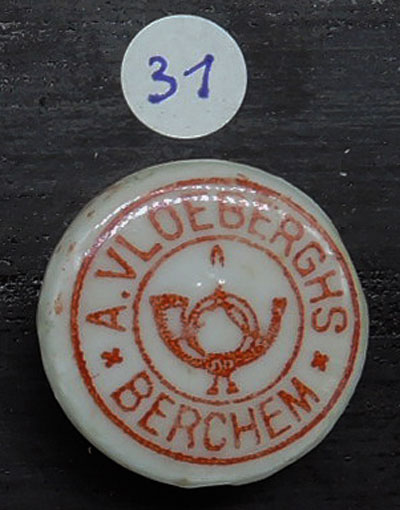 31
A. VLOEBERGHS
A
BERCHEM